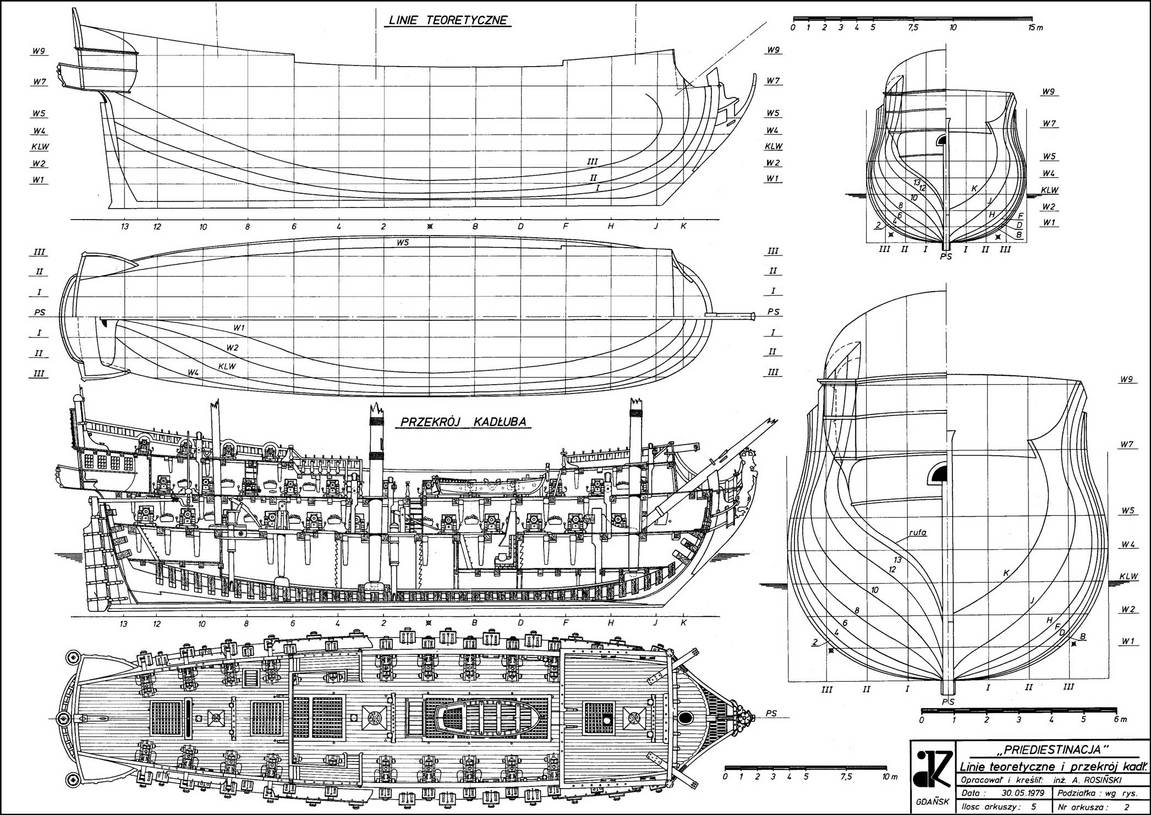 LINIE TEORETYCZNE
0 1 2 3 4 5 7,5 10 15 m
W9 W9
W7 W7
W5 W5
W4 W4
KLW KLW
W2 W2
W1 W1
III
II
I
13 12 10 8 6 4 2 B D F H J K
W9
W7
W5
W4
KLW
W2
W1
13 12 10 8 6 4 2
K J H F D B
III II I I II III
PS
III III
II II
I I
PS PS
I I
II II
III III
W5
W1
W2
KLW
W4
PRZEKRÓJ KADŁUBA
13 12 10 8 6 4 2 B D F H J K
W9
W7
W5
W4
KLW
W2
W1
rufa
13 12 10 8 6 4 2
K J H F D B
III II I I II III
PS
0 1 2 3 4 5 6 m
PS
0 1 2 3 4 5 7,5 10 m
GDAŃSK
„PRIEDIESTINACJA"
Linie teoretyczne i przekrój kadł.
Opracował i kreślił: inż. A. ROSIŃSKI
Data: 30.05.1979 Podziałka: wg rys.
Ilosc arkuszy: 5 Nr arkusza: 2